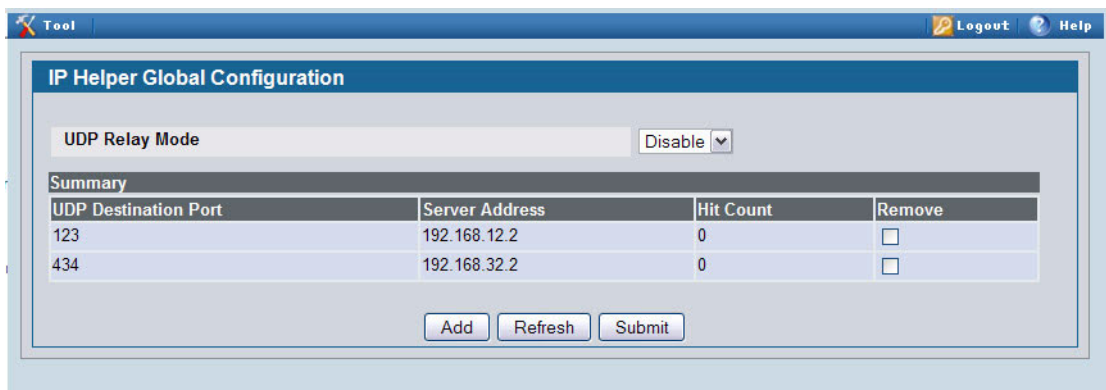 Tool Logout Help
IP Helper Global Configuration
UDP Relay Mode Disable
Summary
UDP Destination Port Server Address Hit Count Remove
123 192.168.12.2 0
434 192.168.32.2 0
Add Refresh Submit